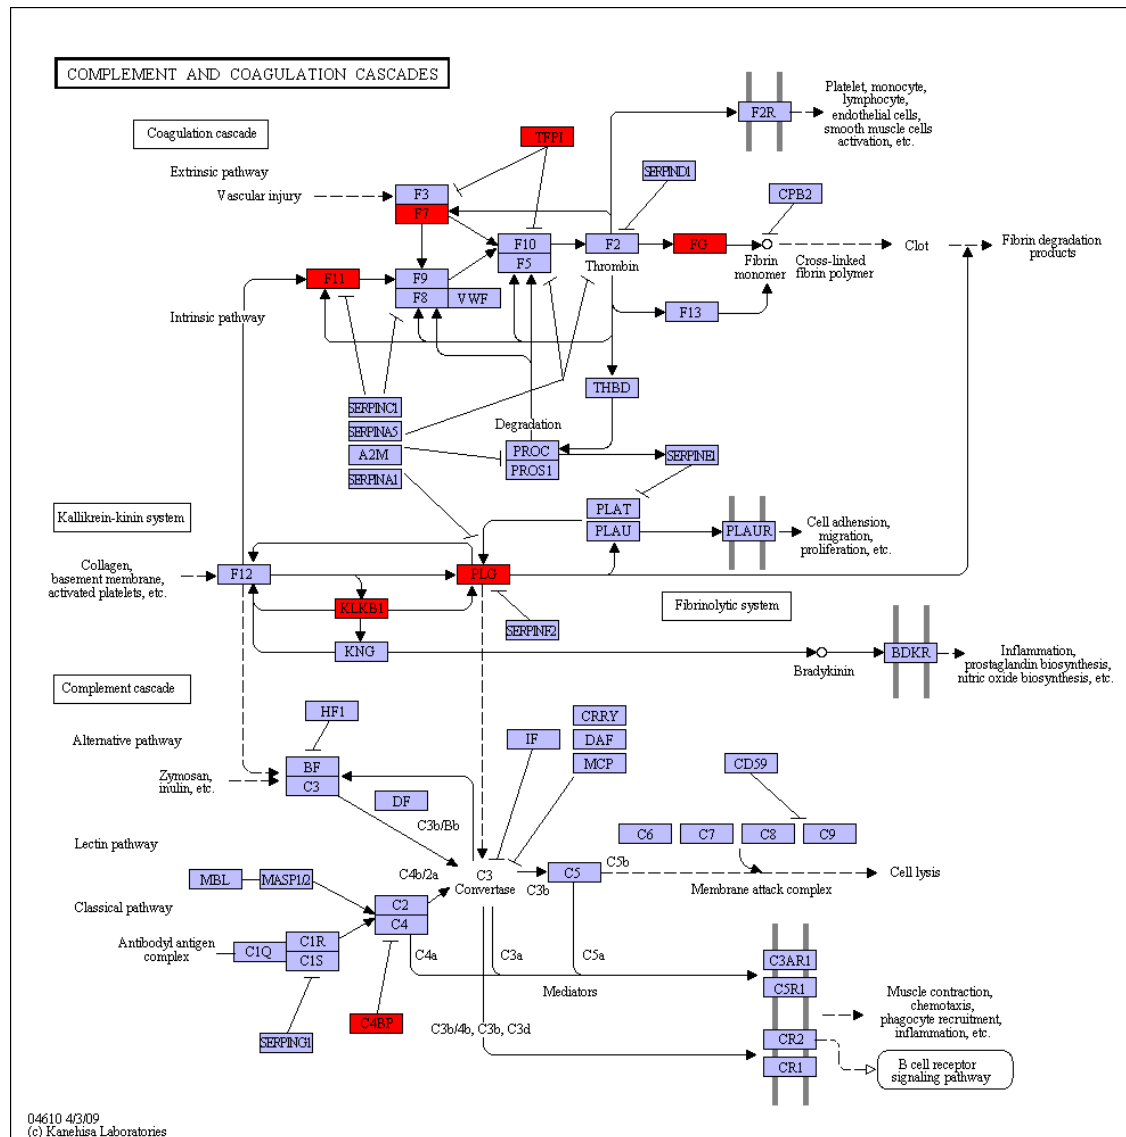 COMPLEMENT AND COAGULATION CASCADES
Platelet, monocyte,
lymphocyte,
endothelial cells,
smooth muscle cells
activation, etc.
F2R
Coagulation cascade
TFPI
Extrinsic pathway
SERPIND1
Vascular injury
F3
CPB2
F7
F10
F2
FG
Clot
Fibrin degradation
products
F5
Thrombin
Fibrin
monomer
Cross-linked
fibrin polymer
F11
F9
F8
VWF
F13
Intrinsic pathway
THBD
SERPINC1
Degradation
SERPINA5
A2M
PROC
SERPINE1
PROS1
SERPINA1
PLAT
Kallikrein-kinin system
PLAU
PLAUR
Cell adhension,
migration,
proliferation, etc.
Collagen,
basement membrane,
activated platelets, etc.
F12
PLG
KLKB1
Fibrinolytic system
SERPINF2
KNG
Bradykinin
BDKR
Inflammation,
prostaglandin biosynthesis,
nitric oxide biosynthesis, etc.
Complement cascade
HF1
CRRY
Alternative pathway
IF
DAF
MCP
CD59
Zymosan,
inulin, etc.
BF
C3
DF
C3b/Bb
C6
C7
C8
C9
Lectin pathway
C4b/2a
C3
Convertase
C3b
C5
C5b
Membrane attack complex
Cell lysis
MBL
MASP1/2
Classical pathway
C2
C4
Antibodyl antigen
complex
C1Q
C1R
C1S
C4a
C3a
C5a
Mediators
C3AR1
C5R1
Muscle contraction,
chemotaxis,
phagocyte recruitment,
inflammation, etc.
C4BP
C3b/4b, C3b, C3d
SERPING1
CR2
CR1
B cell receptor
signaling pathway
04610 4/3/09
(c) Kanehisa Laboratories